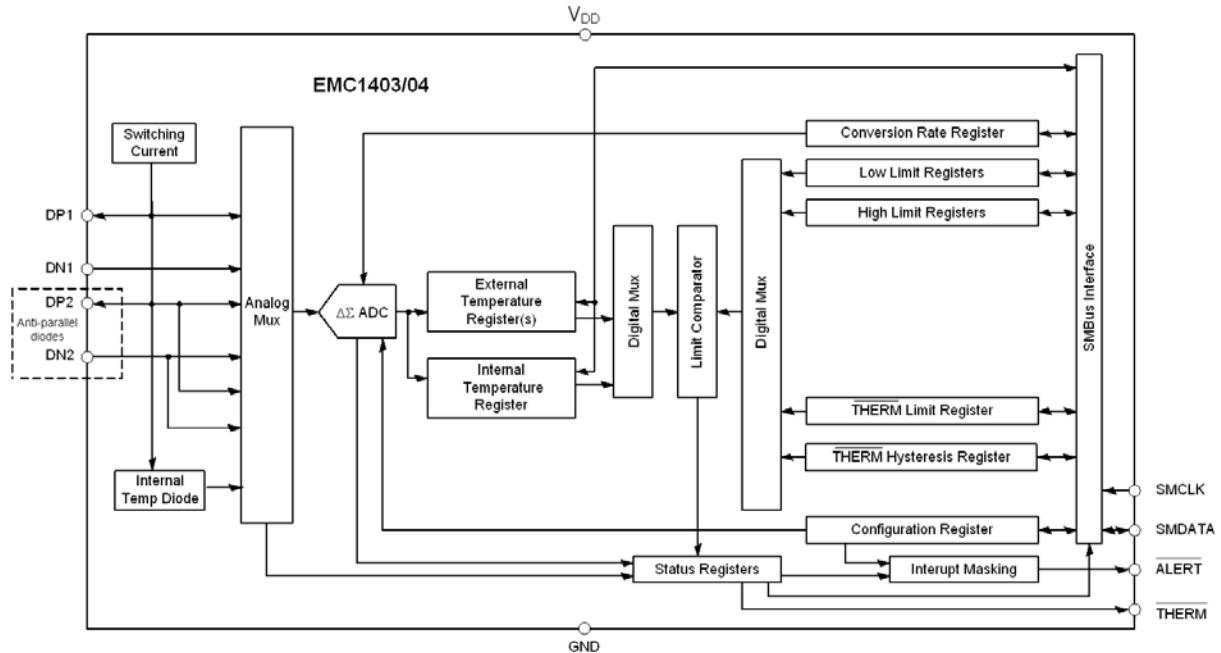 VDD
EMC1403/04
Switching
Current
Conversion Rate Register
Low Limit Registers
High Limit Registers
DP1
DN1
DP2
Anti-parallel
diodes
DN2
Analog
Mux
ΔΣ ADC
External
Temperature
Register(s)
Internal
Temperature
Register
Digital Mux
Limit Comparator
Digital Mux
SMBus Interface
THERM Limit Register
THERM Hysteresis Register
Internal
Temp Diode
SMCLK
Configuration Register
SMDATA
Status Registers
Interupt Masking
ALERT
THERM
GND